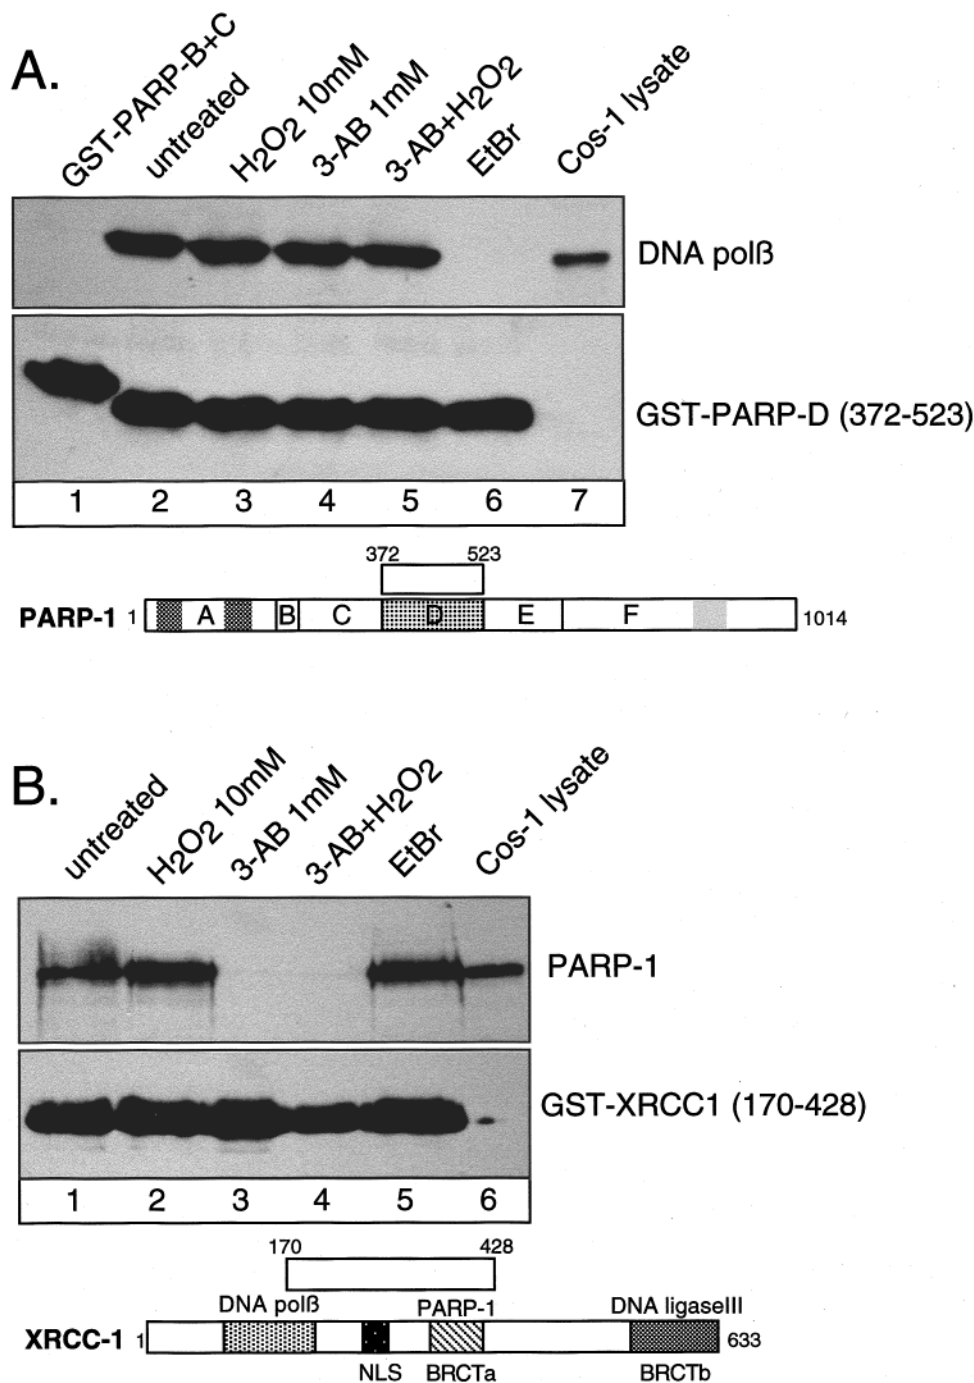 A.
GST-PARP-B+C
untreated
H2O2 10mM
3-AB 1mM
3-AB+H2O2
EtBr
Cos-1 lysate
DNA polß
GST-PARP-D (372-523)
1 2 3 4 5 6 7
372 523
PARP-1 1 A B C D E F 1014
B.
untreated
H2O2 10mM
3-AB 1mM
3-AB+H2O2
EtBr
Cos-1 lysate
PARP-1
GST-XRCC1 (170-428)
1 2 3 4 5 6
170 428
DNA polß PARP-1 DNA ligaseIII
XRCC-1 1 633
NLS BRCTa BRCTb